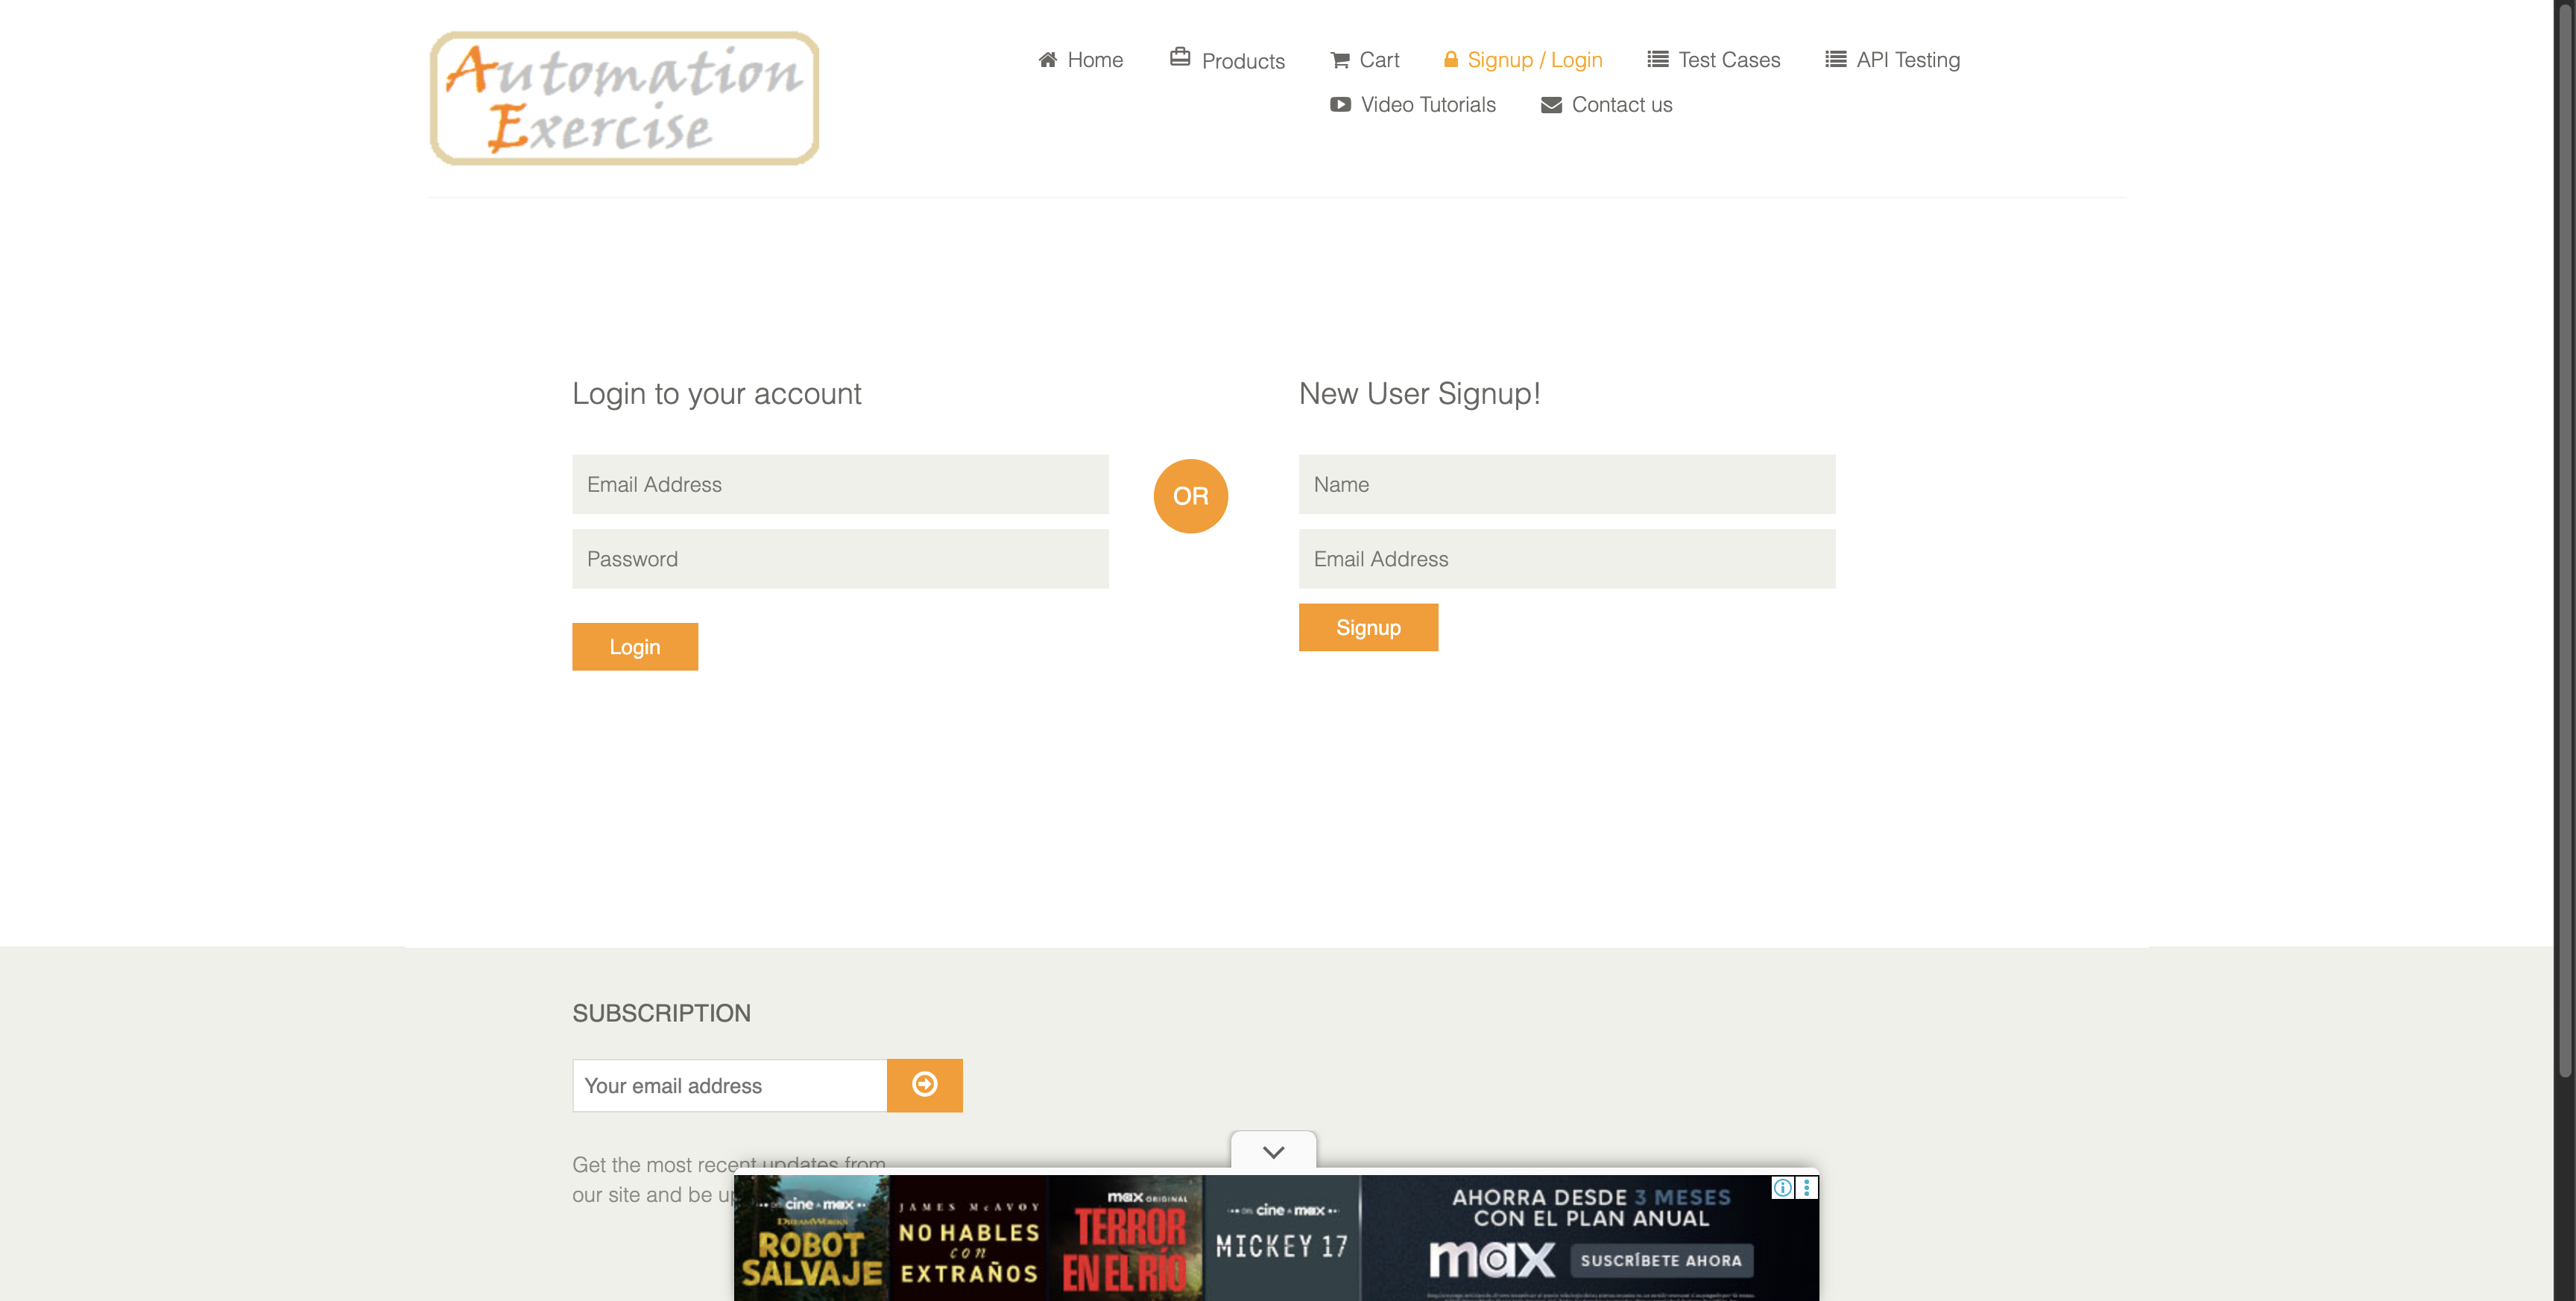 Automation
Exercise
Home
Products
Cart
Signup / Login
Test Cases
API Testing
Video Tutorials
Contact us
Login to your account
Email Address
Password
Login
OR
New User Signup!
Name
Email Address
Signup
SUBSCRIPTION
Your email address
Get the most recent updates from
our site and be
cine max
DREAMWORKS
ROBOT
SALVAJE
JAMES McAVOY
NO HABLES
con
EXTRAÑOS
max ORIGINAL
TERROR
EN EL RÍO
cine max
MICKEY 17
AHORRA DESDE 3 MESES
CON EL PLAN ANUAL
max
SUSCRÍBETE AHORA